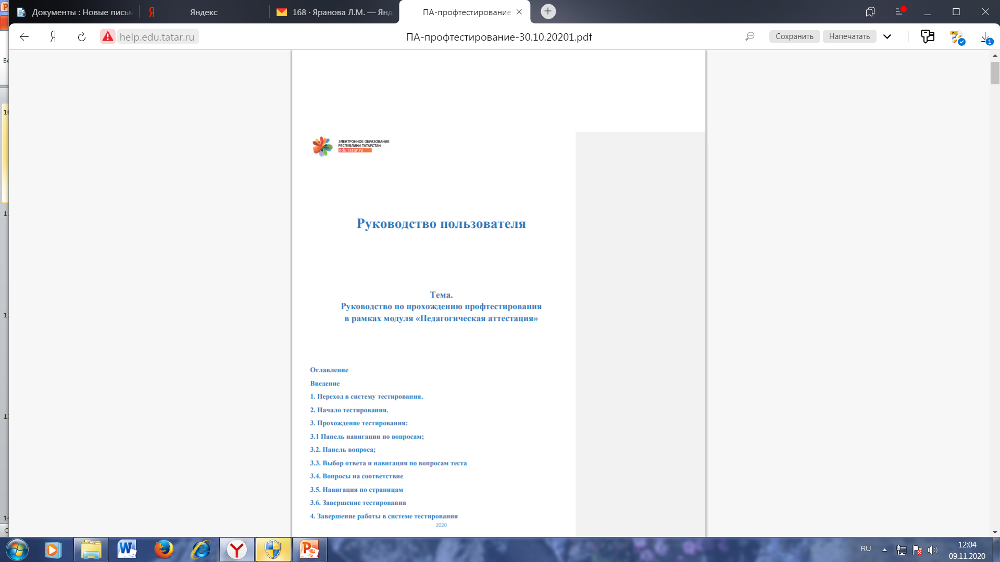 Документы : Новые письм
Яндекс
168 · Яранова Л.М. — Янд
ПА-профтестирование-
help.edu.tatar.ru
ПА-профтестирование-30.10.20201.pdf
Сохранить
Напечатать
1
ЭЛЕКТРОННОЕ ОБРАЗОВАНИЕ
РЕСПУБЛИКИ ТАТАРСТАН
edu.tatar.ru
Руководство пользователя
Тема.
Руководство по прохождению профтестирования
в рамках модуля «Педагогическая аттестация»
Оглавление
Введение
1. Переход в систему тестирования.
2. Начало тестирования.
3. Прохождение тестирования:
3.1 Панель навигации по вопросам;
3.2. Панель вопроса;
3.3. Выбор ответа и навигация по вопросам теста
3.4. Вопросы на соответствие
3.5. Навигация по страницам
3.6. Завершение тестирования
4. Завершение работы в системе тестирования
2020
RU
12:04
09.11.2020